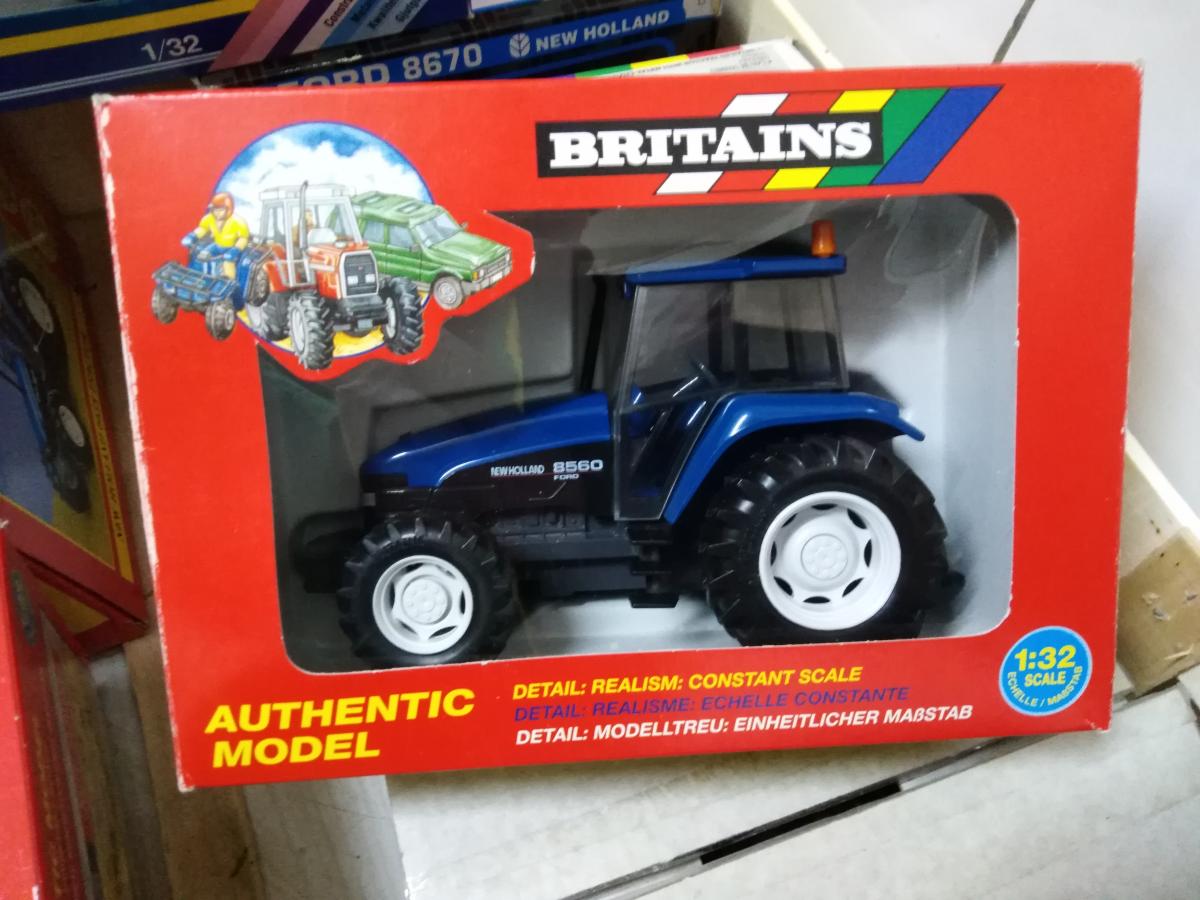 1/32
FORD 8670 NEW HOLLAND
BRITAINS
NEW HOLLAND 8560
FORD
AUTHENTIC
MODEL
DETAIL: REALISM: CONSTANT SCALE
DETAIL: REALISME: ECHELLE CONSTANTE
DETAIL: MODELLTREU: EINHEITLICHER MAßSTAB
1:32
SCALE
ECHELLE / MAßSTAB